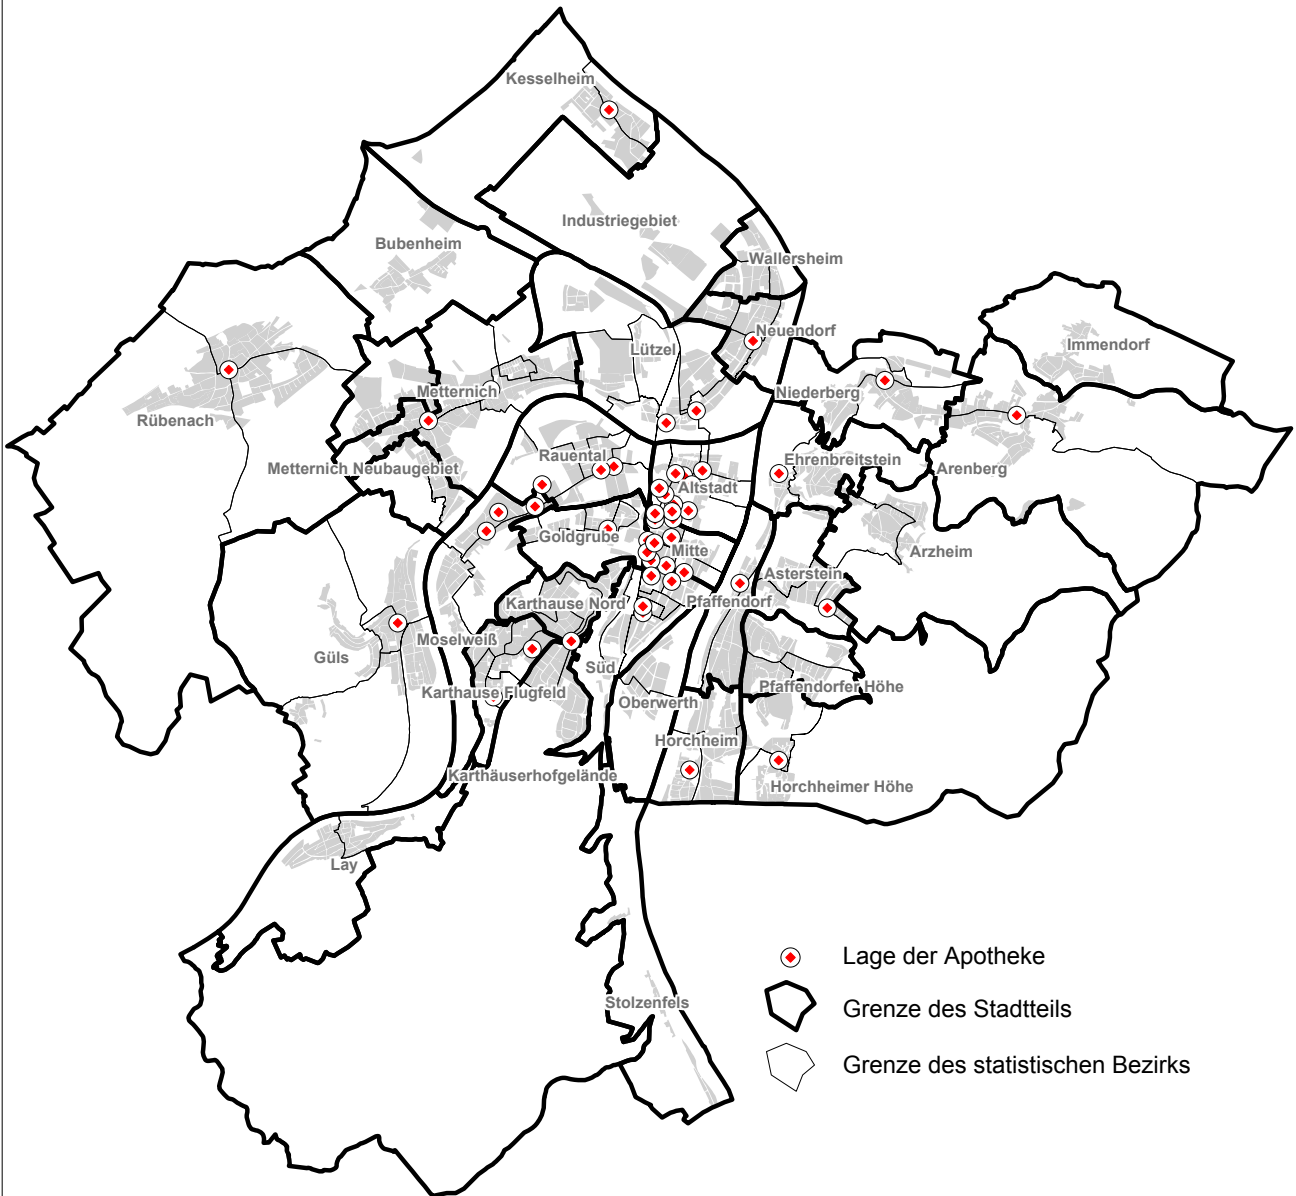 Kesselheim
Industriegebiet
Bubenheim
Wallersheim
Neuendorf
Immendorf
Lützel
Metternich
Niederberg
Rübenach
Rauental
Ehrenbreitstein
Metternich Neubaugebiet
Arenberg
Altstadt
Goldgrube
Mitte
Arzheim
Asterstein
Karthause Nord
Pfaffendorf
Moselweiß
Güls
Süd
Karthause Flugfeld
Pfaffendorfer Höhe
Oberwerth
Horchheim
Karthäuserhofgelände
Horchheimer Höhe
Lay
Stolzenfels
Lage der Apotheke
Grenze des Stadtteils
Grenze des statistischen Bezirks